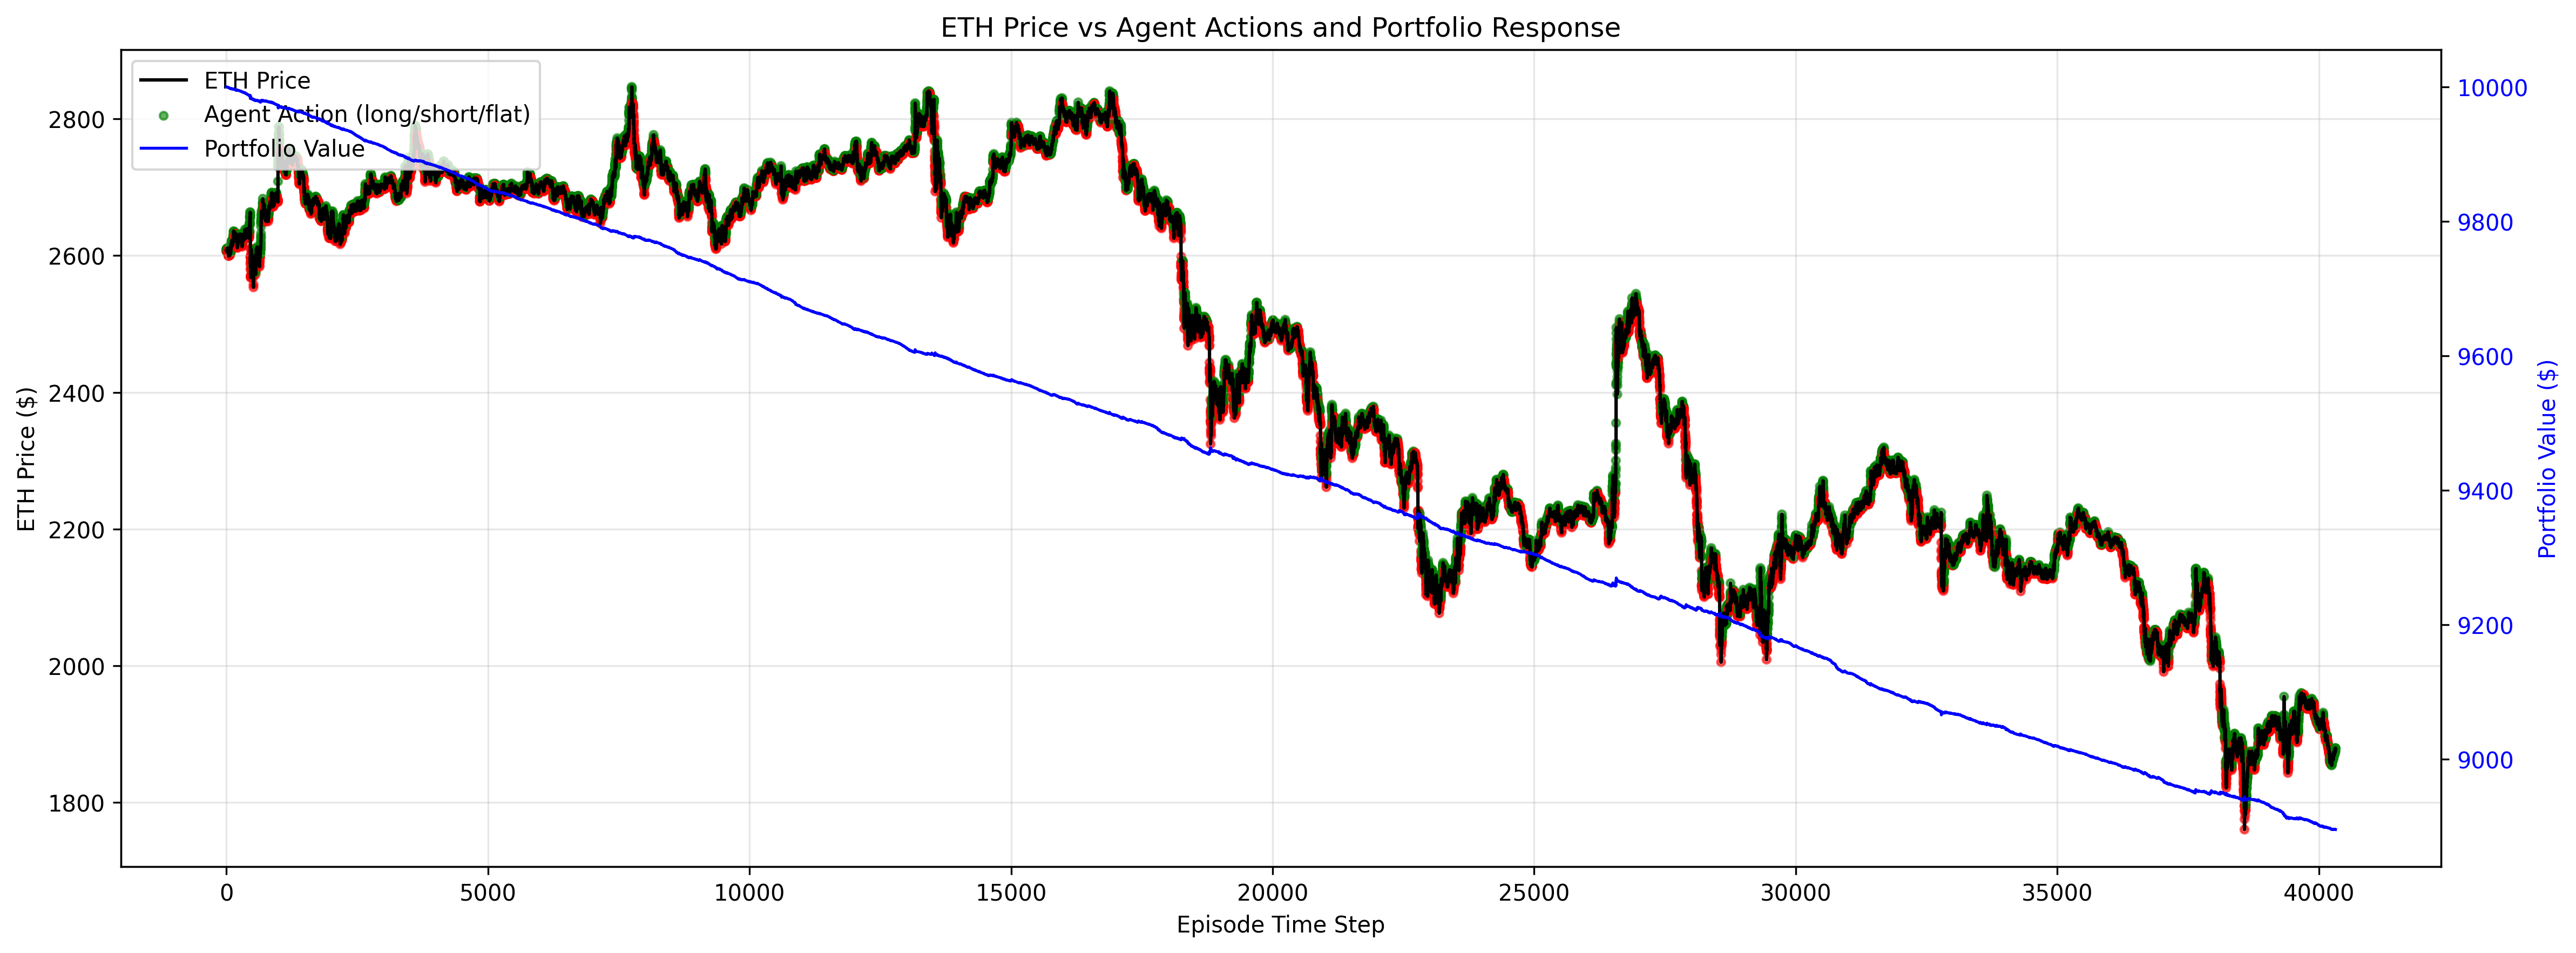 ETH Price vs Agent Actions and Portfolio Response
ETH Price
Agent Action (long/short/flat)
Portfolio Value
ETH Price ($)
2800
2600
2400
2200
2000
1800
10000
9800
9600
9400
9200
9000
Portfolio Value ($)
0 5000 10000 15000 20000 25000 30000 35000 40000
Episode Time Step